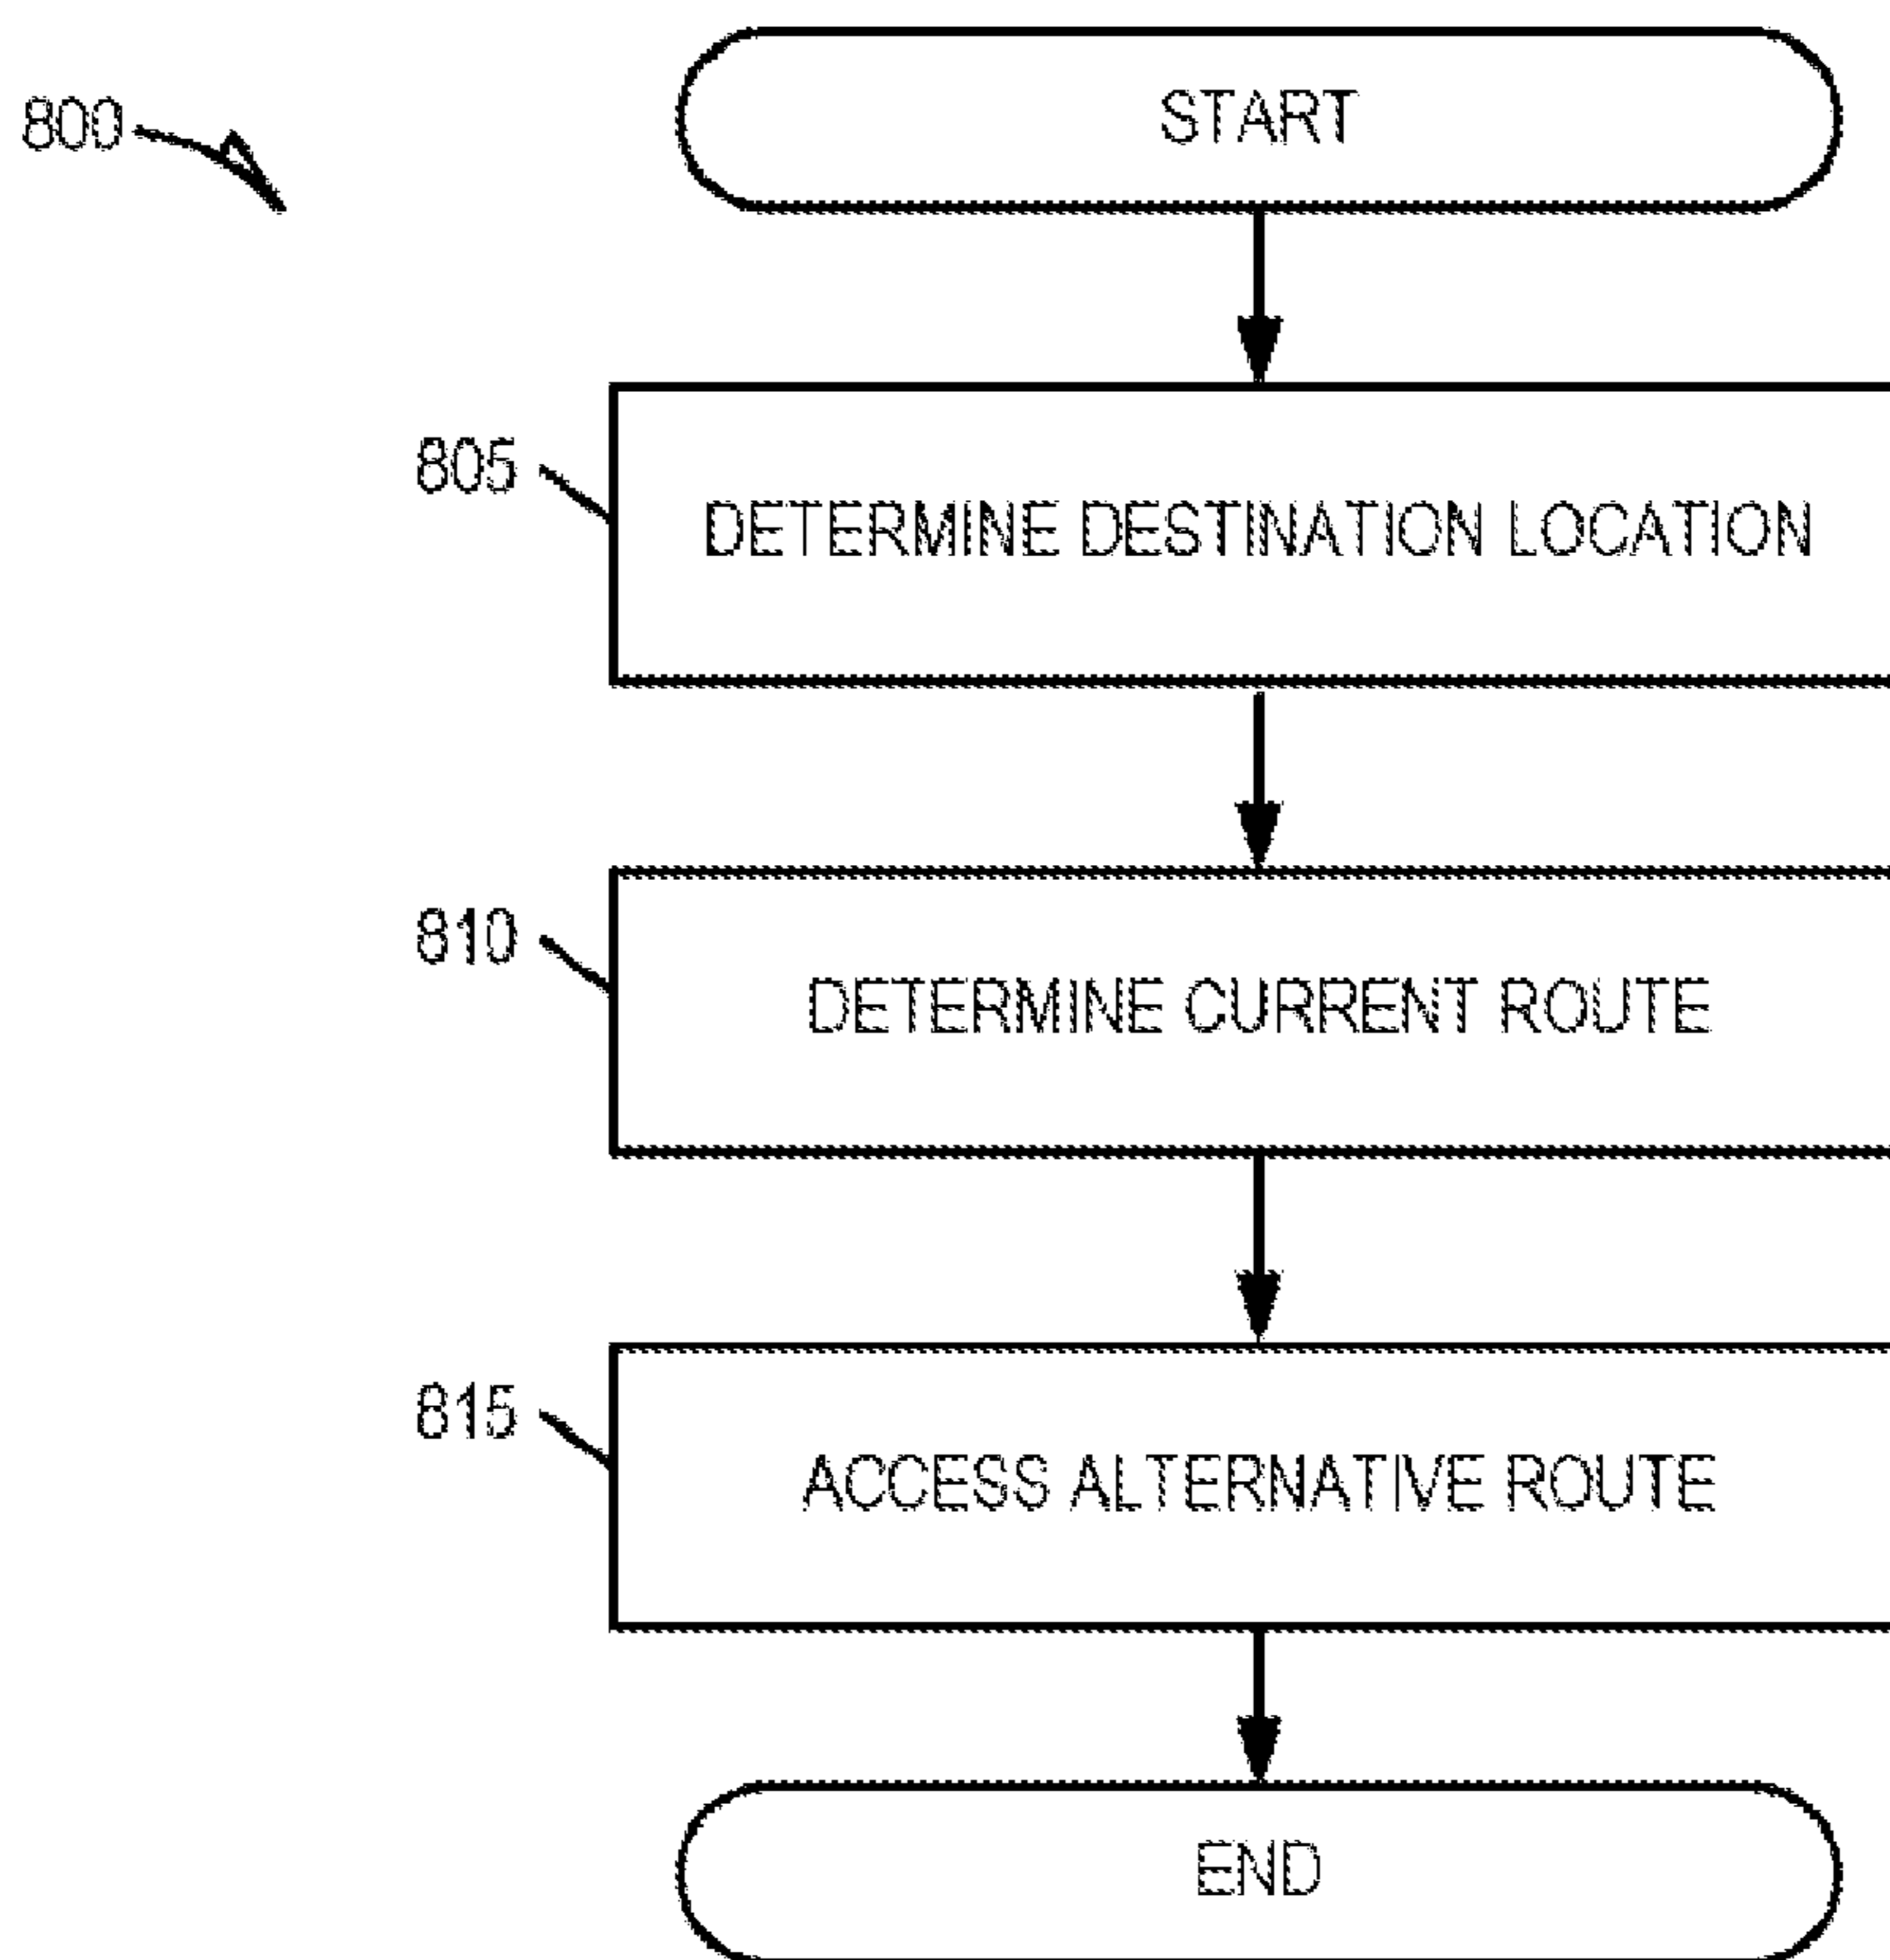 800
START
805
DETERMINE DESTINATION LOCATION
810
DETERMINE CURRENT ROUTE
815
ACCESS ALTERNATIVE ROUTE
END